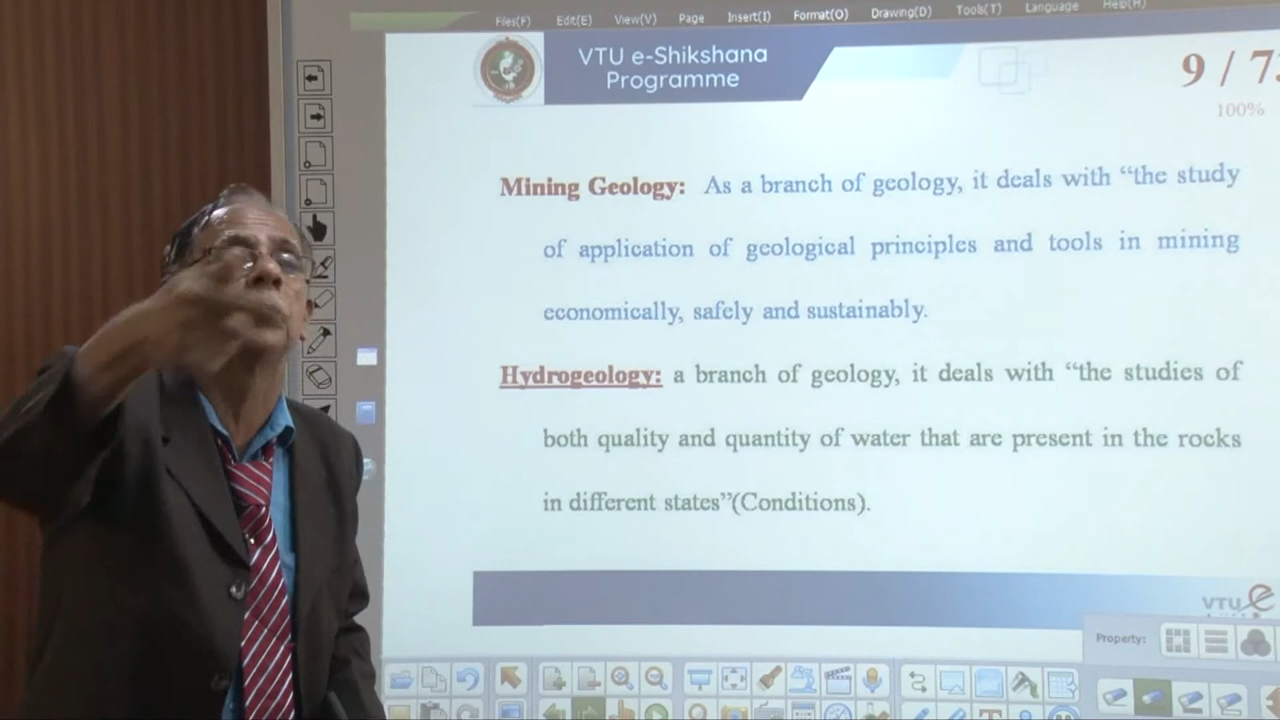 Files(F) Edit(E) View(V) Page Insert(I) Format(O) Drawing(D) Tools(T) Language Help(H)
VTU e-Shikshana
Programme
9 / 73
100%
Mining Geology: As a branch of geology, it deals with “the study
of application of geological principles and tools in mining
economically, safely and sustainably.
Hydrogeology: a branch of geology, it deals with “the studies of
both quality and quantity of water that are present in the rocks
in different states”(Conditions).
VTU e
Property: